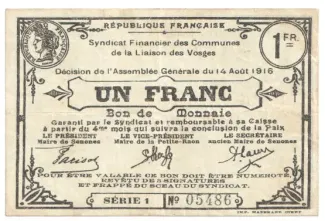 RÉPUBLIQUE FRANÇAISE
1 FR.
Syndicat Financier des Communes
de la Liaison des Vosges
Décision de l'Assemblée Générale du 14 Août 1916
UN FRANC
Bon de Monnaie
Garanti par le Syndicat et remboursable à sa Caisse
à partir du 4me mois qui suivra la conclusion de la Paix
LE PRÉSIDENT LE VICE-PRÉSIDENT LE SECRÉTAIRE
Maire de Senones Maire de la Petite-Raon ancien Maire de Senones
POUR ÊTRE VALABLE CE BON DOIT ÊTRE NUMÉROTÉ
REVÊTU DE 3 SIGNATURES
ET FRAPPÉ DU SCEAU DU SYNDICAT.
SÉRIE 1 No 05486